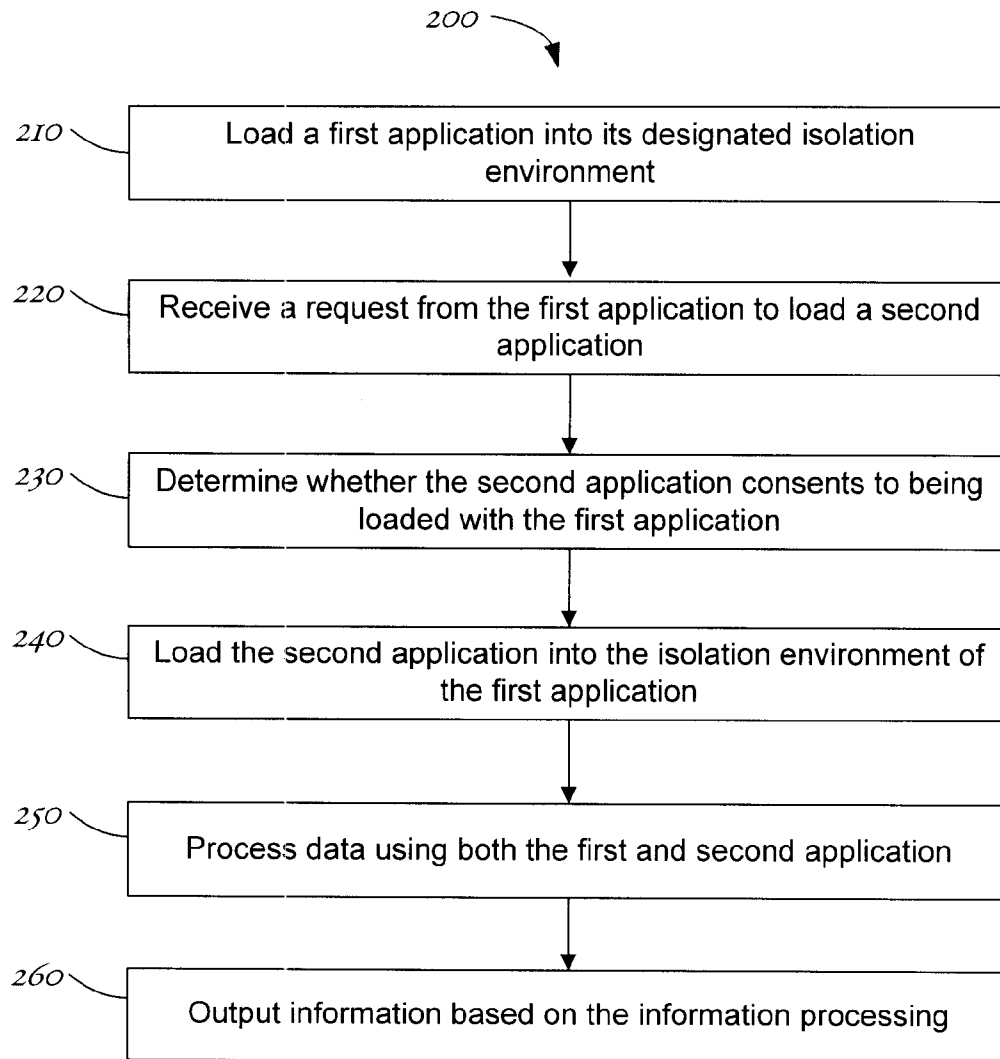 200
210
Load a first application into its designated isolation
environment
220
Receive a request from the first application to load a second
application
230
Determine whether the second application consents to being
loaded with the first application
240
Load the second application into the isolation environment of
the first application
250
Process data using both the first and second application
260
Output information based on the information processing